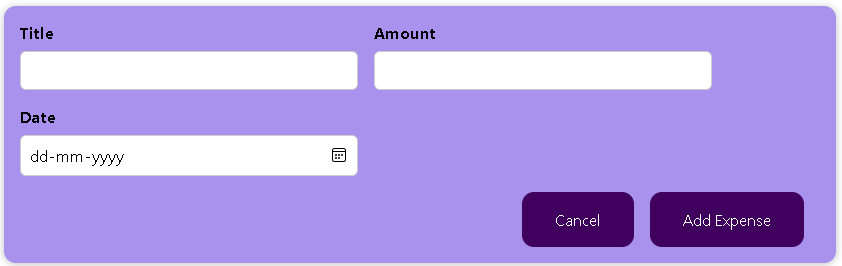 Title Amount
Date
dd-mm-yyyy
Cancel Add Expense